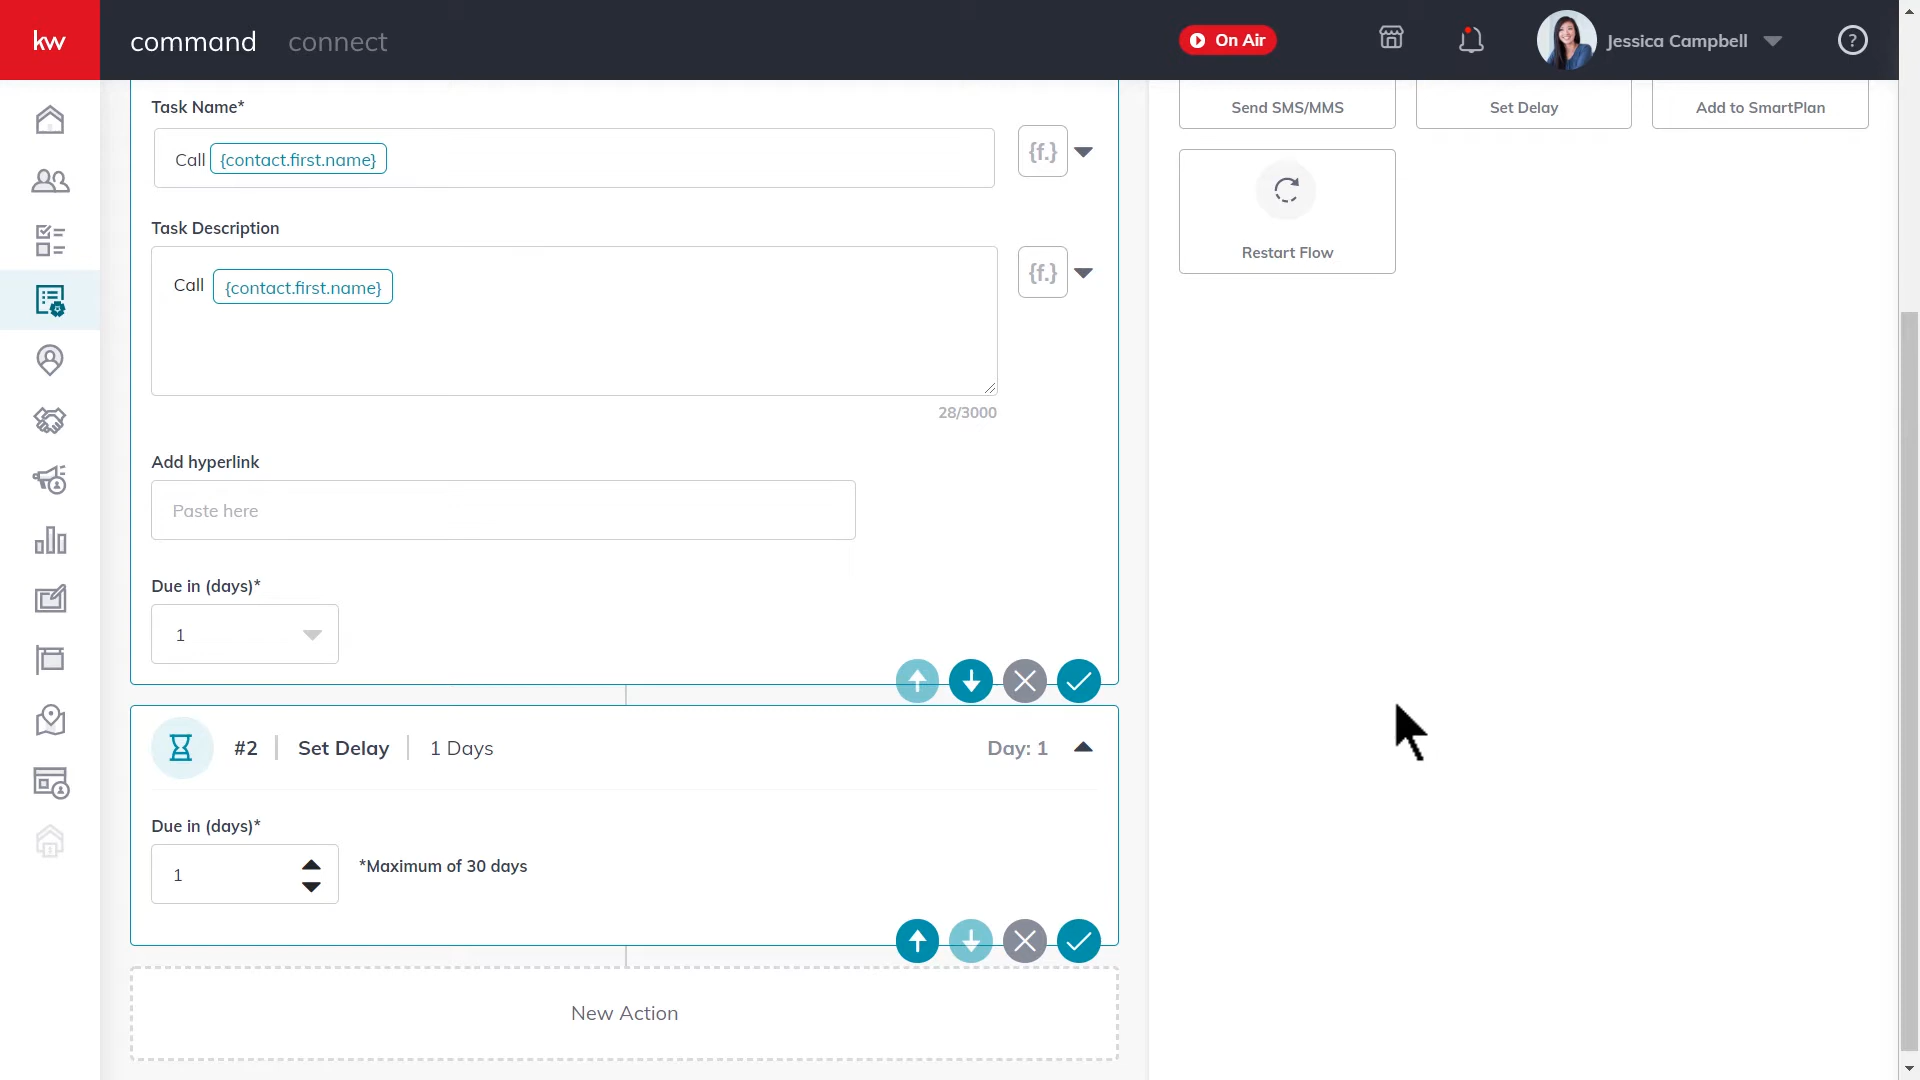 kw
command
connect
On Air
Jessica Campbell
?
Task Name*
Call {contact.first.name}
{f.}
Task Description
Call {contact.first.name}
{f.}
28/3000
Add hyperlink
Paste here
Due in (days)*
1
#2 Set Delay 1 Days
Day: 1
Due in (days)*
1
*Maximum of 30 days
New Action
Send SMS/MMS
Set Delay
Add to SmartPlan
Restart Flow